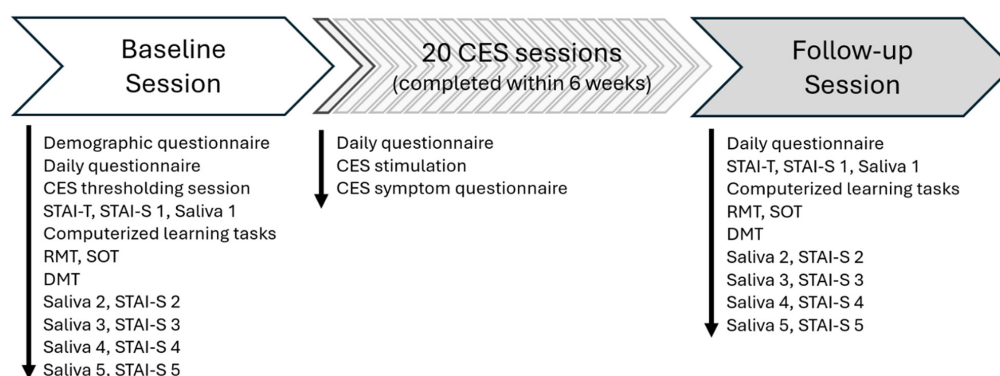 Baseline
Session
Demographic questionnaire
Daily questionnaire
CES thresholding session
STAI-T, STAI-S 1, Saliva 1
Computerized learning tasks
RMT, SOT
DMT
Saliva 2, STAI-S 2
Saliva 3, STAI-S 3
Saliva 4, STAI-S 4
Saliva 5, STAI-S 5
20 CES sessions
(completed within 6 weeks)
Daily questionnaire
CES stimulation
CES symptom questionnaire
Follow-up
Session
Daily questionnaire
STAI-T, STAI-S 1, Saliva 1
Computerized learning tasks
RMT, SOT
DMT
Saliva 2, STAI-S 2
Saliva 3, STAI-S 3
Saliva 4, STAI-S 4
Saliva 5, STAI-S 5